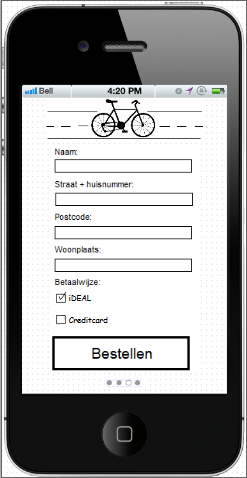 Bell 4:20 PM
Naam:
Straat + huisnummer:
Postcode:
Woonplaats:
Betaalwijze:
iDEAL
Creditcard
Bestellen